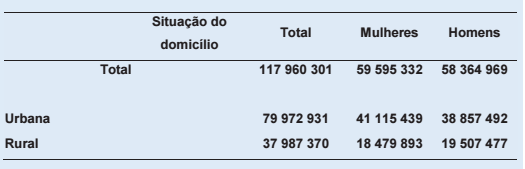 Situação do domicílio Total Mulheres Homens
Total 117 960 301 59 595 332 58 364 969
Urbana 79 972 931 41 115 439 38 857 492
Rural 37 987 370 18 479 893 19 507 477